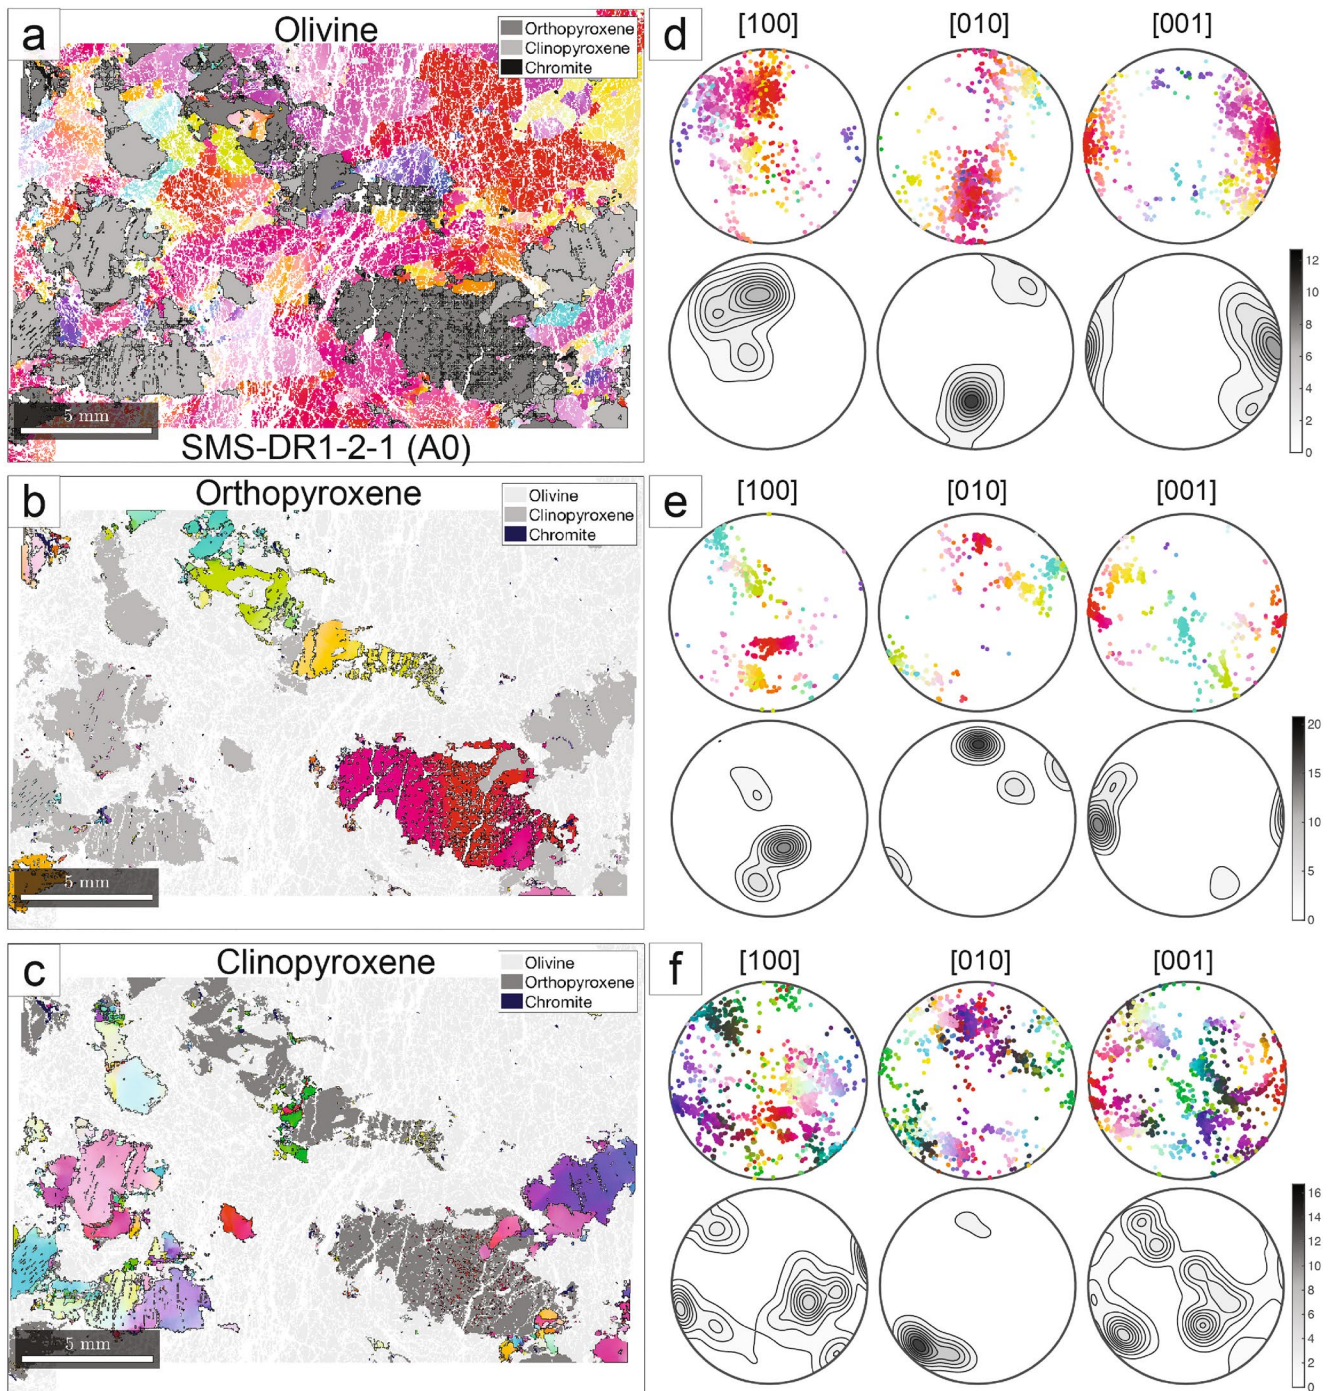 a
Olivine
Orthopyroxene
Clinopyroxene
Chromite
5 mm
4
SMS-DR1-2-1 (A0)
d
[100]
[010]
[001]
12
10
8
6
4
2
0
b
Orthopyroxene
Olivine
Clinopyroxene
Chromite
5 mm
e
[100]
[010]
[001]
20
15
10
5
0
c
Clinopyroxene
Olivine
Orthopyroxene
Chromite
5 mm
f
[100]
[010]
[001]
16
14
12
10
8
6
4
2
0